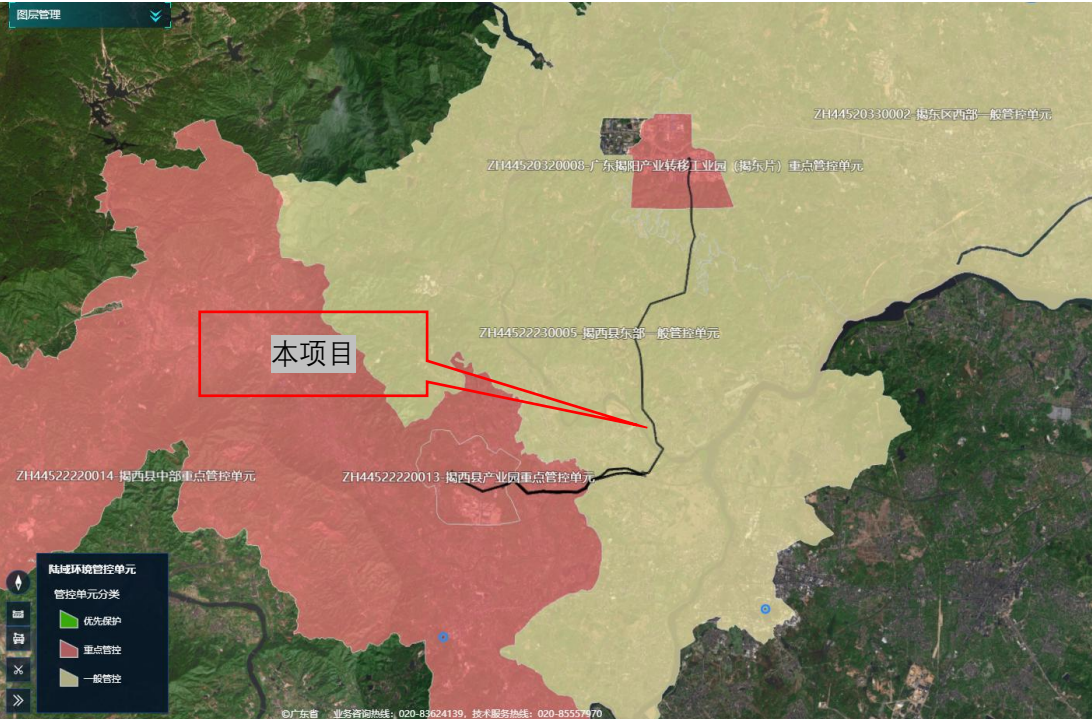 图层管理
ZH44520330002-揭东区西部一般管控单元
ZH44520320008-广东揭阳产业转移工业园（揭东片）重点管控单元
ZH44522230005-揭西县东部一般管控单元
本项目
ZH44522220014-揭西县中部重点管控单元
ZH44522220013-揭西县产业园重点管控单元
陆域环境管控单元
管控单元分类
优先保护
重点管控
一般管控
©广东省 业务咨询热线：020-83624139，技术服务热线：020-85557970